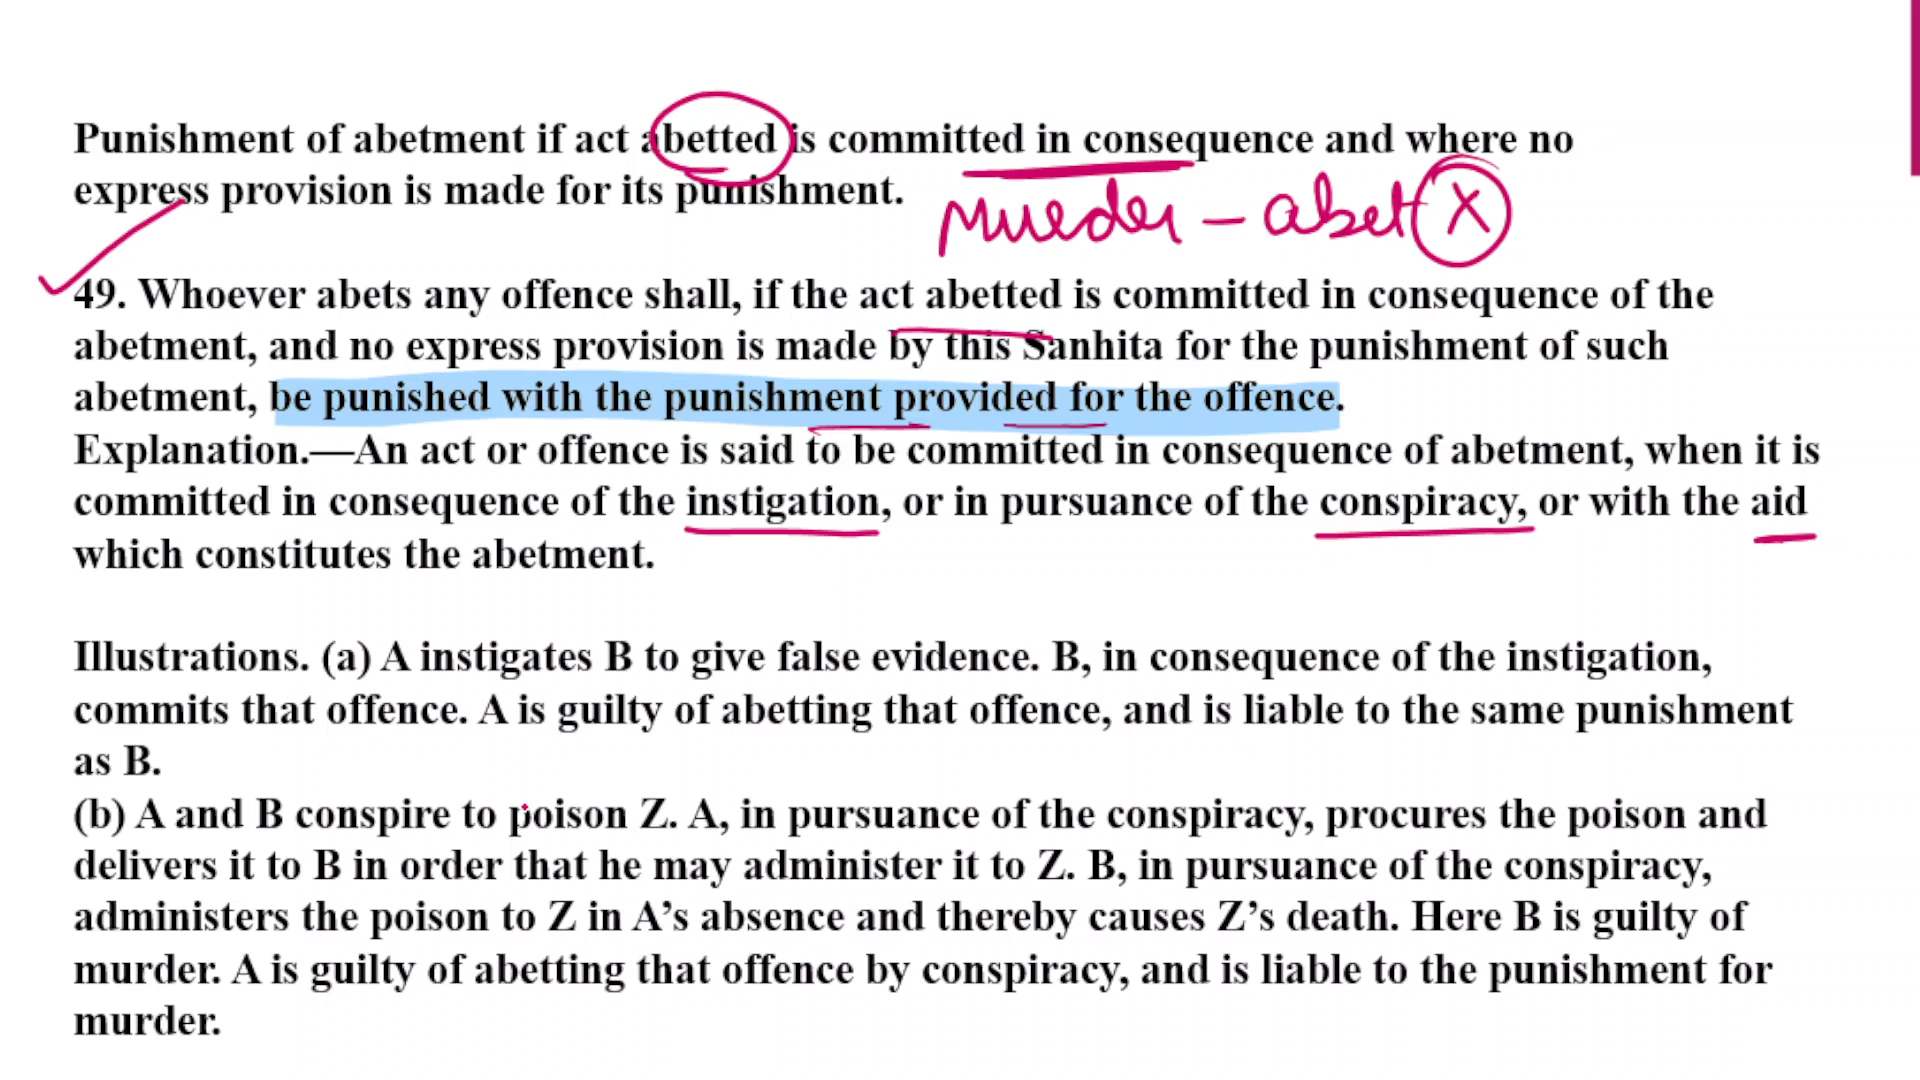 Punishment of abetment if act abetted is committed in consequence and where no
express provision is made for its punishment.
Murder - abet X
49. Whoever abets any offence shall, if the act abetted is committed in consequence of the
abetment, and no express provision is made by this Sanhita for the punishment of such
abetment, be punished with the punishment provided for the offence.
Explanation.—An act or offence is said to be committed in consequence of abetment, when it is
committed in consequence of the instigation, or in pursuance of the conspiracy, or with the aid
which constitutes the abetment.
Illustrations. (a) A instigates B to give false evidence. B, in consequence of the instigation,
commits that offence. A is guilty of abetting that offence, and is liable to the same punishment
as B.
(b) A and B conspire to poison Z. A, in pursuance of the conspiracy, procures the poison and
delivers it to B in order that he may administer it to Z. B, in pursuance of the conspiracy,
administers the poison to Z in A’s absence and thereby causes Z’s death. Here B is guilty of
murder. A is guilty of abetting that offence by conspiracy, and is liable to the punishment for
murder.